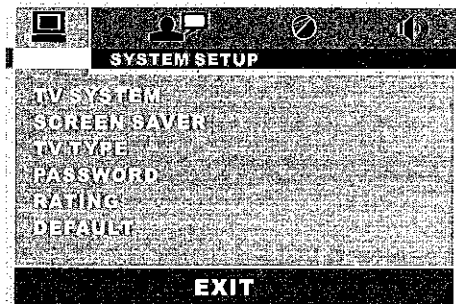 SYSTEM SETUP
TV SYSTEM
SCREEN SAVER
TV TYPE
PASSWORD
RATING
DEFAULT
EXIT